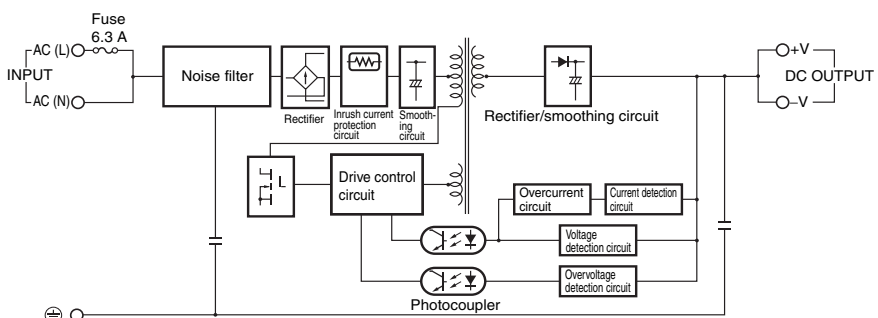 Fuse
6.3 A
AC (L)
INPUT
AC (N)
Noise filter
Rectifier
Inrush current
protection
circuit
Smooth-
ing
circuit
Rectifier/smoothing circuit
+V
DC OUTPUT
–V
Drive control
circuit
Overcurrent
circuit
Current detection
circuit
Voltage
detection circuit
Overvoltage
detection circuit
Photocoupler